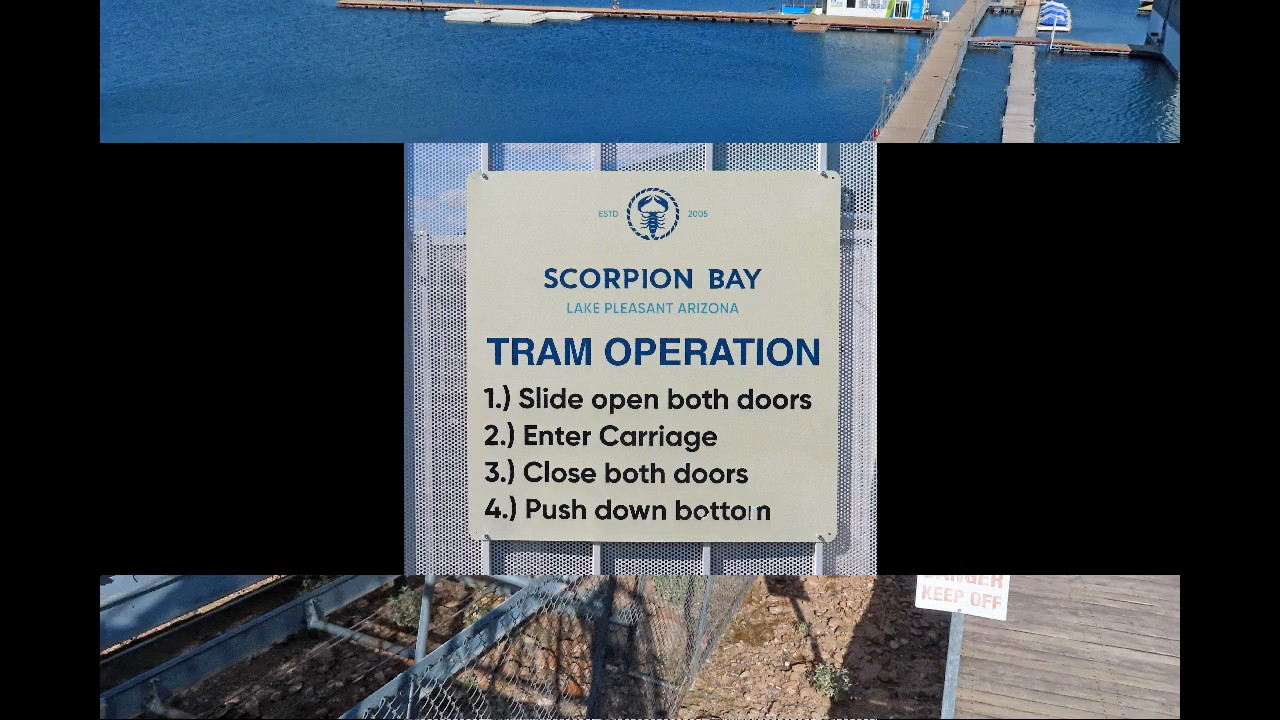 ESTD 2005
SCORPION BAY
LAKE PLEASANT ARIZONA
TRAM OPERATION
1.) Slide open both doors
2.) Enter Carriage
3.) Close both doors
4.) Push down bottom
DANGER
KEEP OFF